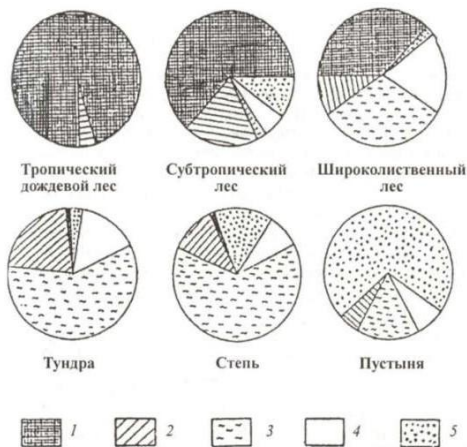 Тропический
дождевой лес
Субтропический
лес
Широколиственный
лес
Тундра
Степь
Пустыня
1
2
3
4
5